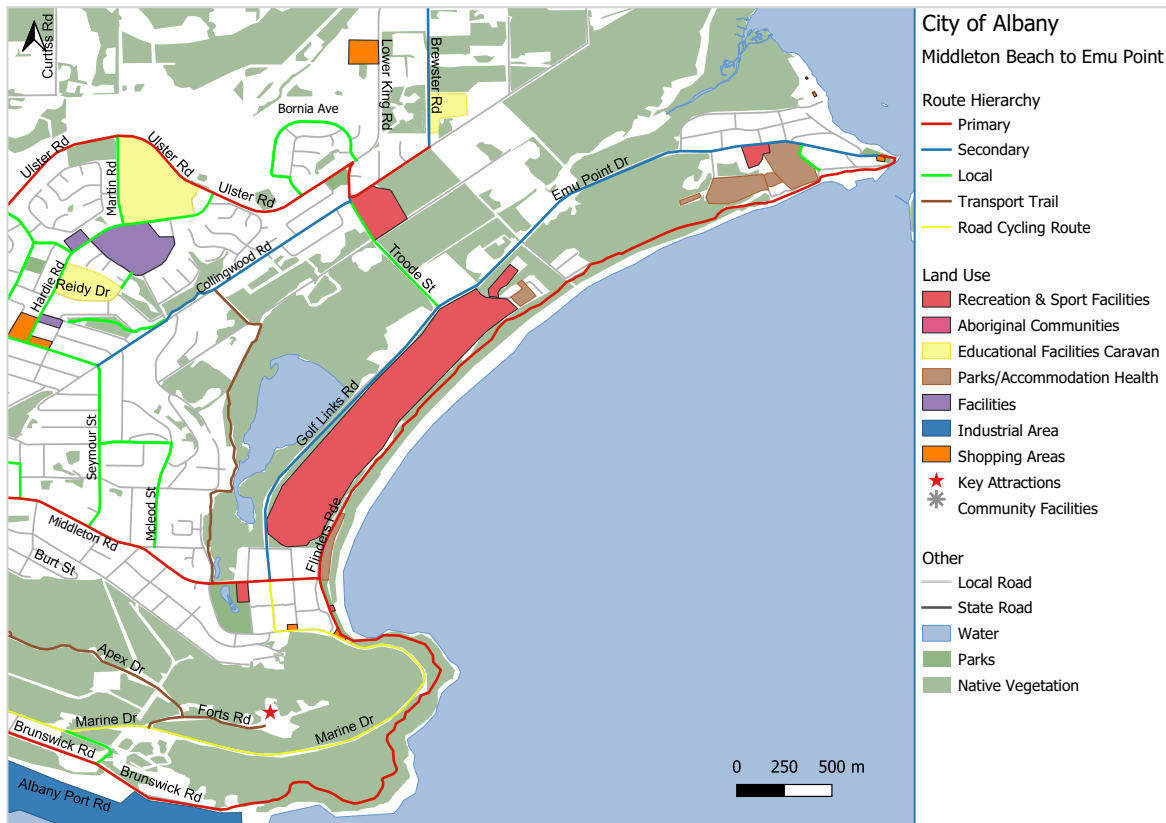 City of Albany
Middleton Beach to Emu Point
Route Hierarchy
Primary
Secondary
Local
Transport Trail
Road Cycling Route
Land Use
Recreation & Sport Facilities
Aboriginal Communities
Educational Facilities Caravan
Parks/Accommodation Health
Facilities
Industrial Area
Shopping Areas
Key Attractions
Community Facilities
Other
Local Road
State Road
Water
Parks
Native Vegetation
Curtiss Rd
Lower King Rd
Brewster Rd
Bornia Ave
Ulster Rd
Ulster Rd
Martin Rd
Ulster Rd
Emu Point Dr
Collingwood Rd
Troode St
Hardie Rd
Reidy Dr
Golf Links Rd
Seymour St
Mcleod St
Flinders Pde
Middleton Rd
Burt St
Apex Dr
Forts Rd
Marine Dr
Marine Dr
Brunswick Rd
Brunswick Rd
Albany Port Rd
0 250 500 m